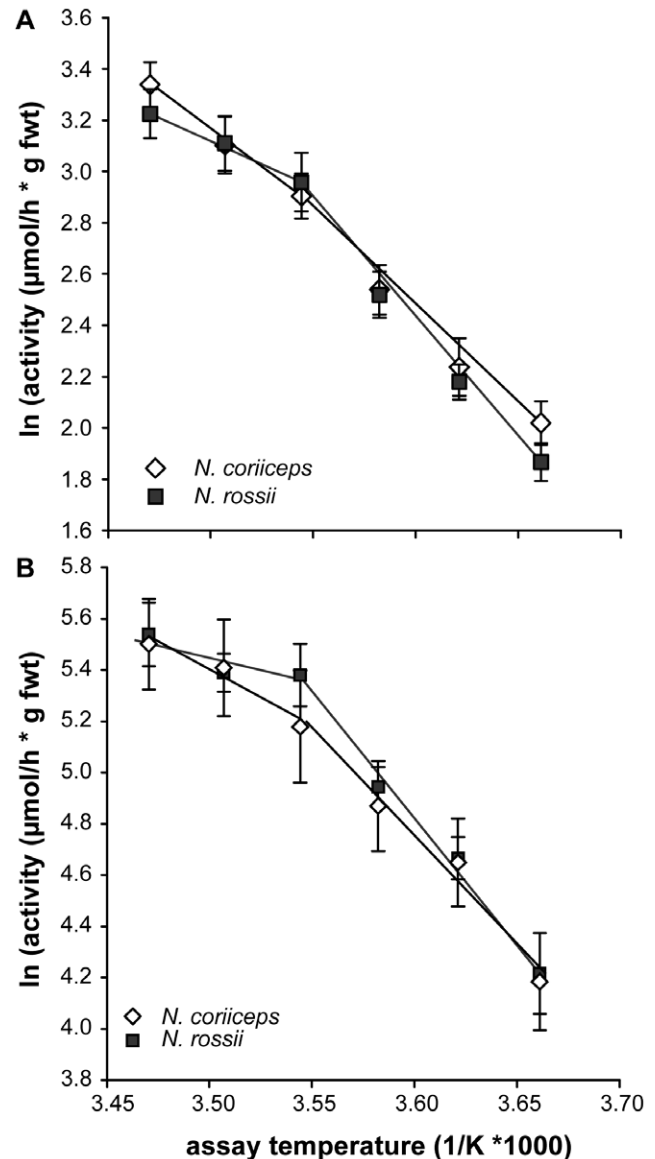 A
ln (activity (µmol/h * g fwt)
3.6
3.4
3.2
3.0
2.8
2.6
2.4
2.2
2.0
1.8
1.6
N. coriiceps
N. rossii
B
ln (activity (µmol/h * g fwt)
5.8
5.6
5.4
5.2
5.0
4.8
4.6
4.4
4.2
4.0
3.8
N. coriiceps
N. rossii
3.45 3.50 3.55 3.60 3.65 3.70
assay temperature (1/K *1000)